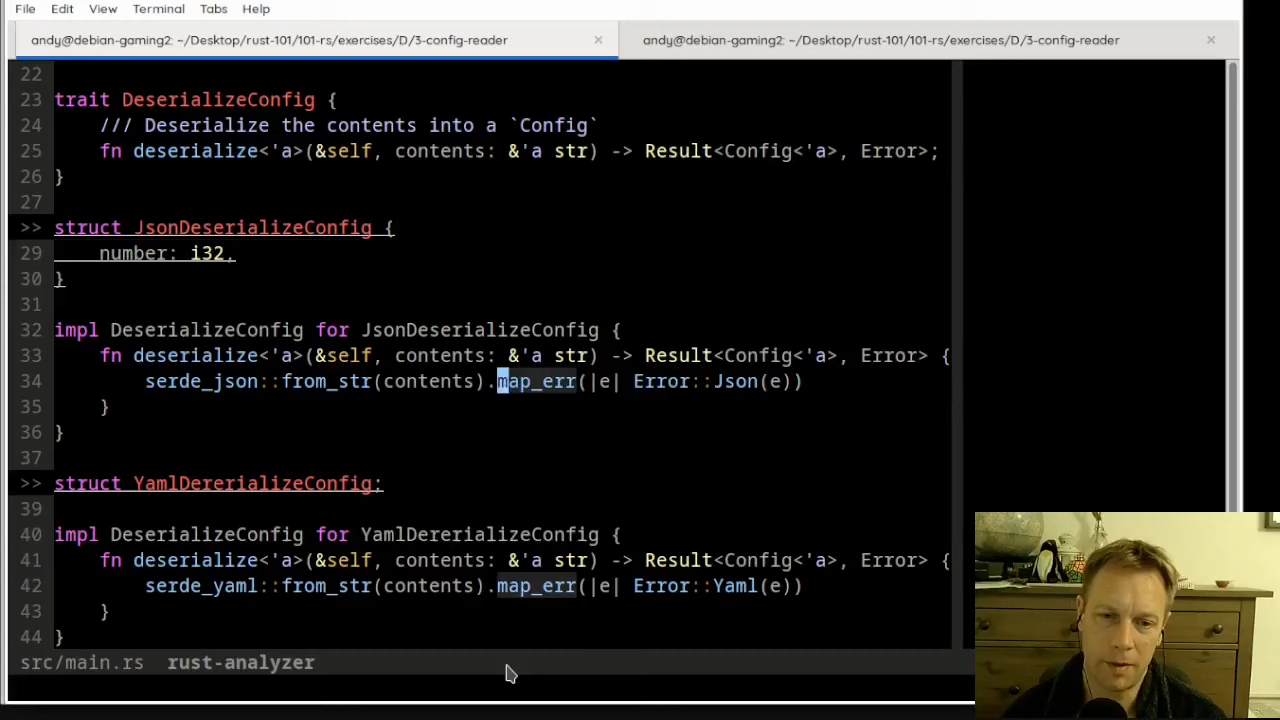 File Edit View Terminal Tabs Help
andy@debian-gaming2: ~/Desktop/rust-101/101-rs/exercises/D/3-config-reader × andy@debian-gaming2: ~/Desktop/rust-101/101-rs/exercises/D/3-config-reader ×
22
23 trait DeserializeConfig {
24     /// Deserialize the contents into a `Config`
25     fn deserialize<'a>(&self, contents: &'a str) -> Result<Config<'a>, Error>;
26 }
27
>> struct JsonDeserializeConfig {
29     number: i32,
30 }
31
32 impl DeserializeConfig for JsonDeserializeConfig {
33     fn deserialize<'a>(&self, contents: &'a str) -> Result<Config<'a>, Error> {
34         serde_json::from_str(contents).map_err(|e| Error::Json(e))
35     }
36 }
37
>> struct YamlDererializeConfig;
39
40 impl DeserializeConfig for YamlDererializeConfig {
41     fn deserialize<'a>(&self, contents: &'a str) -> Result<Config<'a>, Error> {
42         serde_yaml::from_str(contents).map_err(|e| Error::Yaml(e))
43     }
44 }
src/main.rs rust-analyzer